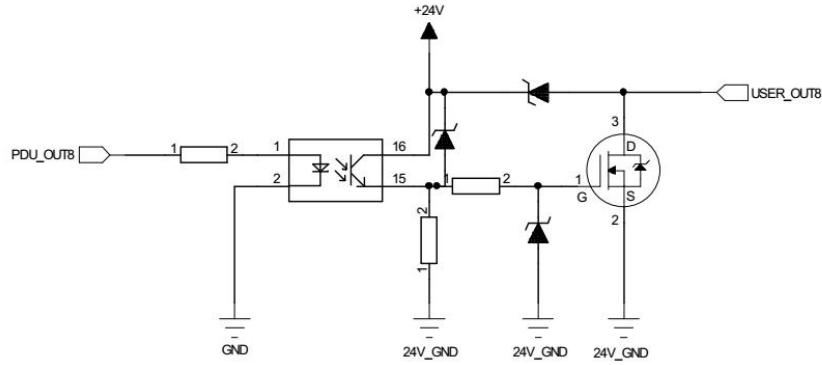 +24V
USER_OUT8
3
PDU_OUT8
1
2
1
16
D
2
15
1
2
1
G
S
2
2
1
GND
24V_GND
24V_GND
24V_GND